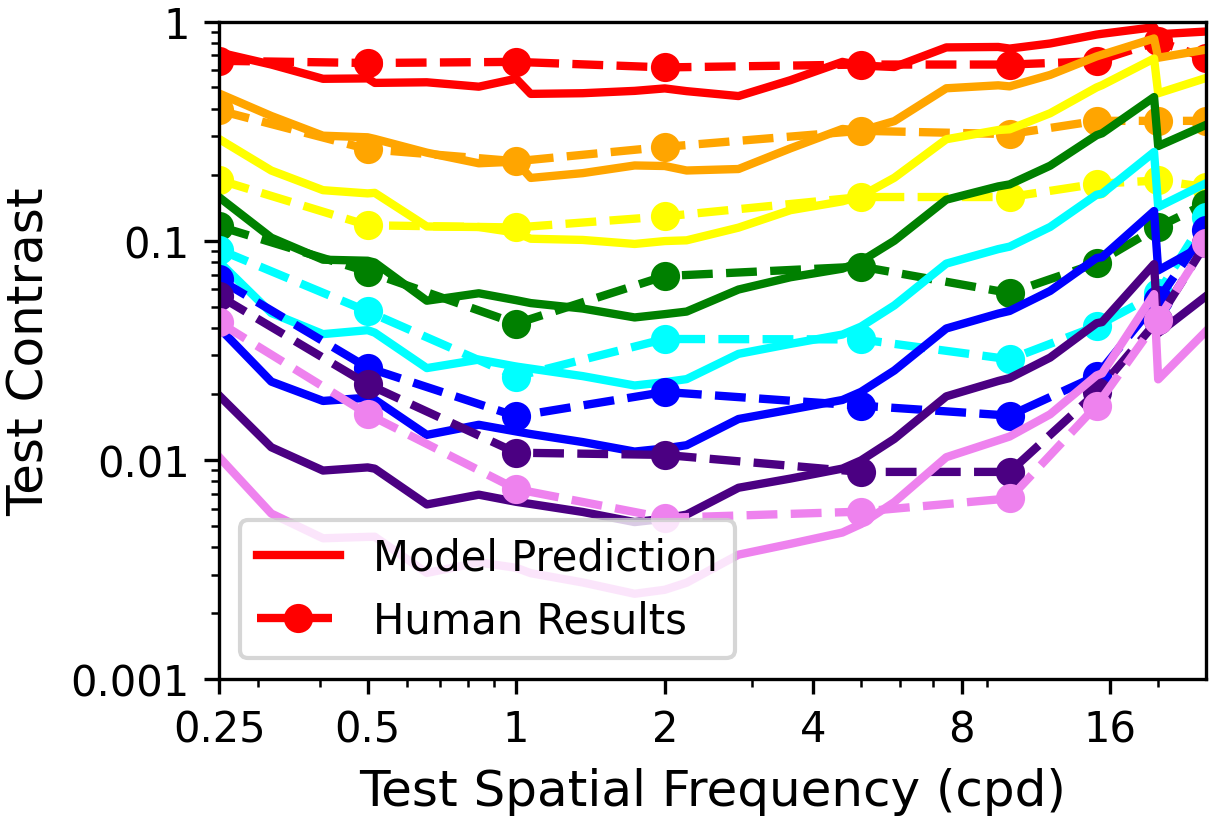 1
0.1
0.01
0.001
Test Contrast
Model Prediction
Human Results
0.25 0.5 1 2 4 8 16
Test Spatial Frequency (cpd)